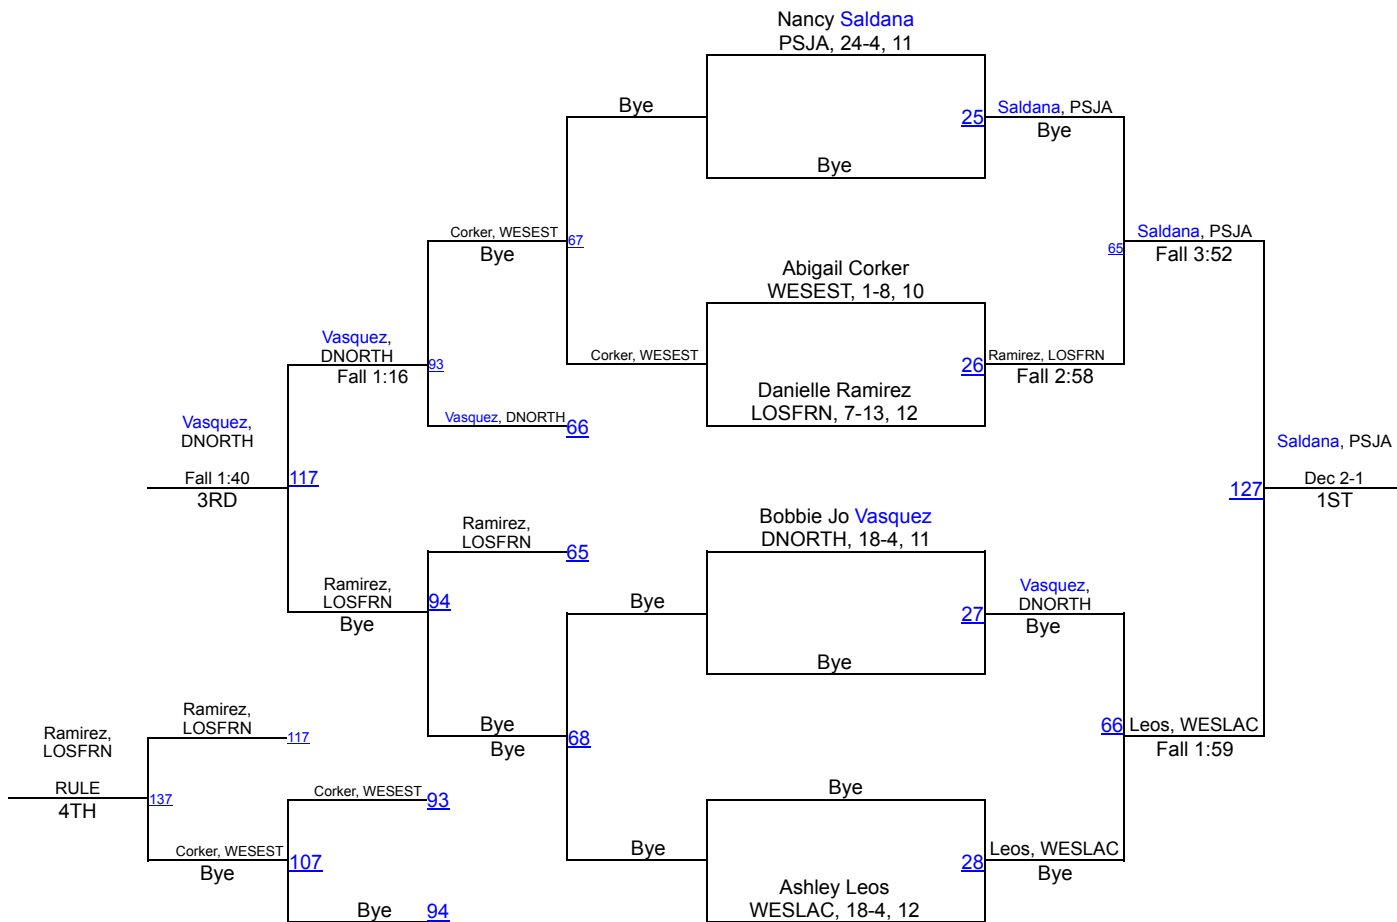 Nancy Saldana
PSJA, 24-4, 11
Bye
25
Saldana, PSJA
Bye
Bye
Corker, WESEST
67
Bye
Saldana, PSJA
65
Fall 3:52
Abigail Corker
WESEST, 1-8, 10
Vasquez,
DNORTH
93
Fall 1:16
Corker, WESEST
26
Ramirez, LOSFRN
Fall 2:58
Danielle Ramirez
LOSFRN, 7-13, 12
Vasquez, DNORTH
66
Vasquez,
DNORTH
Fall 1:40
117
3RD
Saldana, PSJA
127
Dec 2-1
1ST
Bobbie Jo Vasquez
DNORTH, 18-4, 11
Ramirez,
LOSFRN
65
Ramirez,
LOSFRN
94
Bye
Bye
27
Vasquez,
DNORTH
Bye
Bye
Bye
68
Bye
66
Leos, WESLAC
Fall 1:59
Ramirez,
LOSFRN
117
Ramirez,
LOSFRN
RULE
137
4TH
Corker, WESEST
93
Bye
Corker, WESEST
107
Bye
Bye
28
Leos, WESLAC
Bye
Ashley Leos
WESLAC, 18-4, 12
Bye
94